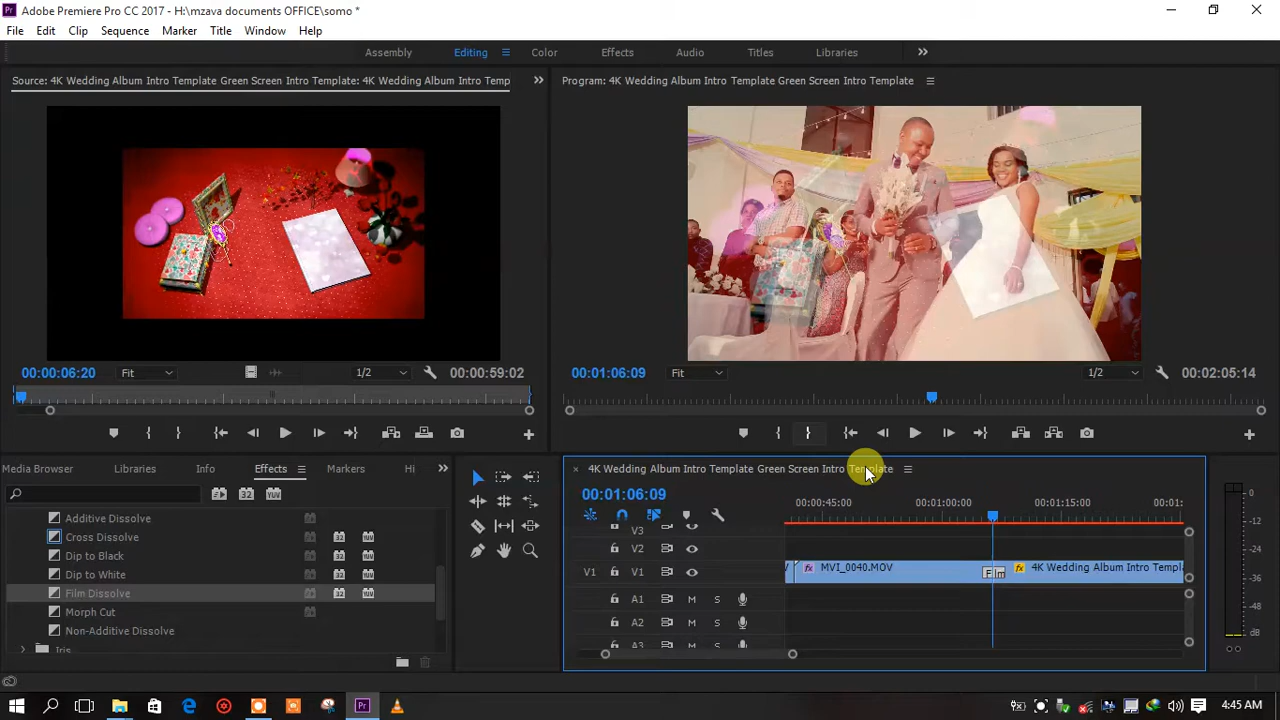 Adobe Premiere Pro CC 2017 - H:\mzava documents OFFICE\somo *
File Edit Clip Sequence Marker Title Window Help
Assembly Editing Color Effects Audio Titles Libraries
Source: 4K Wedding Album Intro Template Green Screen Intro Template: 4K Wedding Album Intro Temp
Program: 4K Wedding Album Intro Template Green Screen Intro Template
00:00:06:20 Fit 1/2 00:00:59:02
00:01:06:09 Fit 1/2 00:02:05:14
Media Browser Libraries Info Effects Markers Hi
Additive Dissolve
Cross Dissolve
Dip to Black
Dip to White
Film Dissolve
Morph Cut
Non-Additive Dissolve
Iris
4K Wedding Album Intro Template Green Screen Intro Template
00:01:06:09
00:00:45:00 00:01:00:00 00:01:15:00 00:01:
V3
V2
V1 MVI_0040.MOV Film 4K Wedding Album Intro Templ
A1 M S
A2 M S
A3 M S
0
-12
-24
-36
-48
dB
4:45 AM